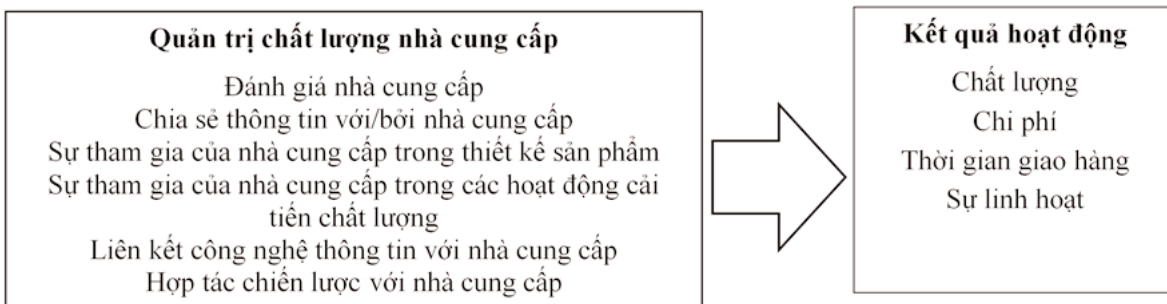 Quản trị chất lượng nhà cung cấp
Đánh giá nhà cung cấp
Chia sẻ thông tin với/bởi nhà cung cấp
Sự tham gia của nhà cung cấp trong thiết kế sản phẩm
Sự tham gia của nhà cung cấp trong các hoạt động cải
tiến chất lượng
Liên kết công nghệ thông tin với nhà cung cấp
Hợp tác chiến lược với nhà cung cấp
Kết quả hoạt động
Chất lượng
Chi phí
Thời gian giao hàng
Sự linh hoạt